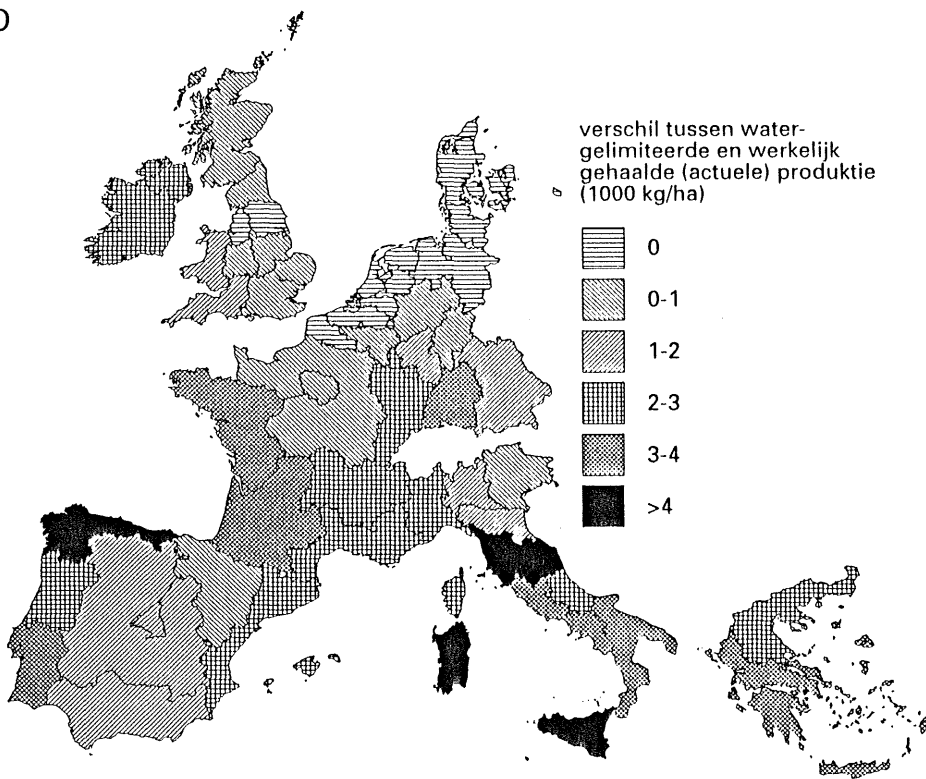 verschil tussen water-
gelimiteerde en werkelijk
gehaalde (actuele) produktie
(1000 kg/ha)
0
0-1
1-2
2-3
3-4
>4